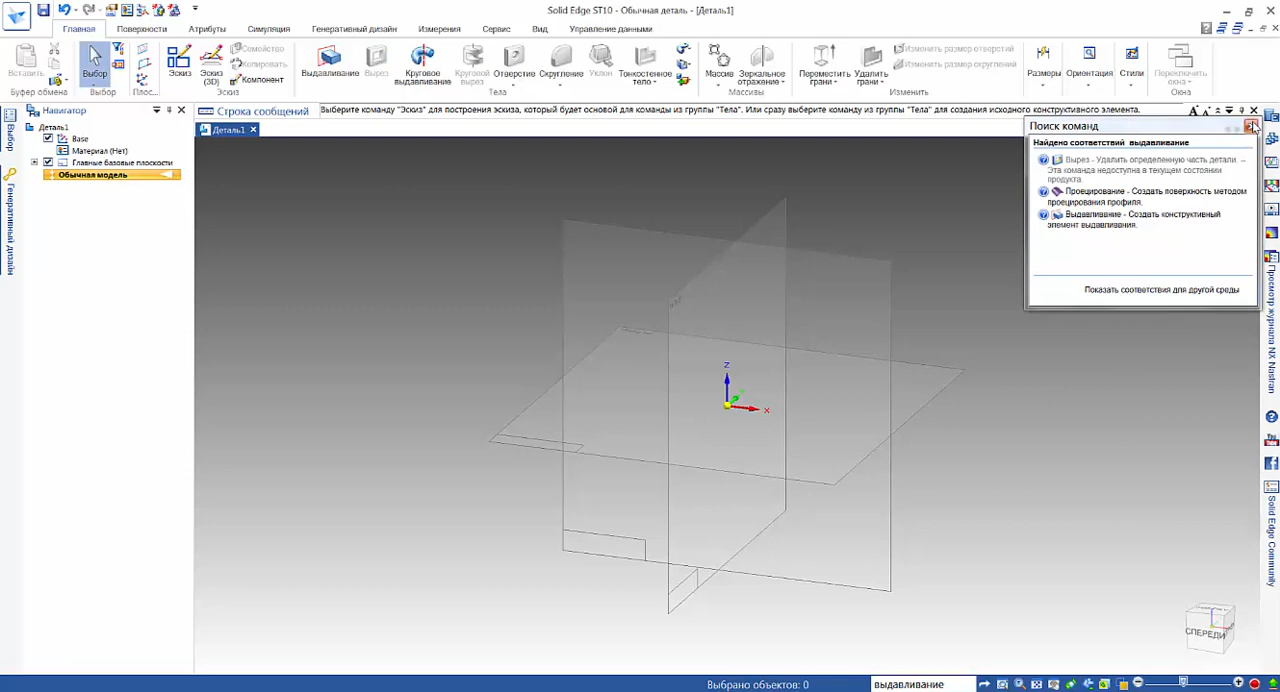 Solid Edge ST10 - Обычная деталь - [Деталь1]
Главная Поверхности Атрибуты Симуляция Генеративный дизайн Измерения Сервис Вид Управление данными
Вставить
Буфер обмена
Выбор
Выбор
Плос...
Эскиз
Эскиз (3D)
Семейство
Копировать
Компонент
Эскиз
Выдавливание
Вырез
Круговое выдавливание
Круговой вырез
Отверстие
Скругление
Уклон
Тонкостенное тело
Тела
Массив
Зеркальное отражение
Массивы
Переместить грани
Удалить грани
Изменить размер отверстий
Изменить размер скруглений
Изменить
Размеры
Ориентация
Стили
Переключить окна
Окна
Навигатор
Строка сообщений
Выберите команду "Эскиз" для построения эскиза, который будет основой для команды из группы "Тела". Или сразу выберите команду из группы "Тела" для создания исходного конструктивного элемента.
Деталь1
Деталь1
Base
Материал (Нет)
Главные базовые плоскости
Обычная модель
Выбор
Генеративный дизайн
Поиск команд
Найдено соответствий выдавливание
Вырез - Удалить определенную часть детали. --
Эта команда недоступна в текущем состоянии
продукта
Проецирование - Создать поверхность методом
проецирования профиля.
Выдавливание - Создать конструктивный
элемент выдавливания.
Показать соответствия для другой среды
Просмотр журнала NX Nastran
Solid Edge Community
Z
X
СПЕРЕДИ
Выбрано объектов: 0
выдавливание